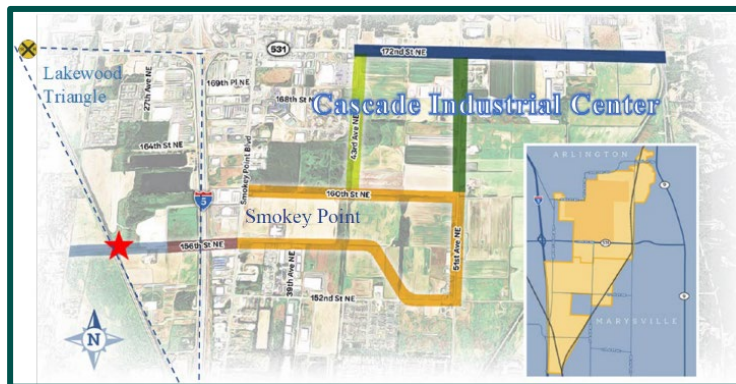 531
172nd St NE
Lakewood
Triangle
27th Ave NE
169th Pl NE
168th St N
Cascade Industrial Center
43rd Ave NE
164th St NE
Smokey Point Blvd
5
160th St NE
Smokey Point
51st Ave NE
156th St NE
39th Ave NE
152nd St NE
N
ARLINGTON
MARYSVILLE